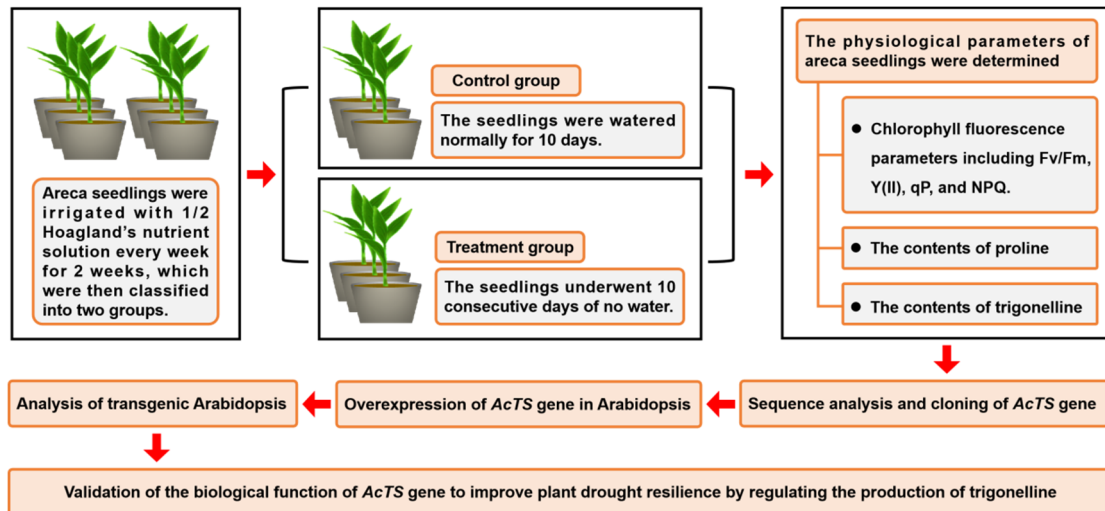 Areca seedlings were
irrigated with 1/2
Hoagland's nutrient
solution every week
for 2 weeks, which
were then classified
into two groups.
Control group
The seedlings were watered
normally for 10 days.
Treatment group
The seedlings underwent 10
consecutive days of no water.
The physiological parameters of
areca seedlings were determined
● Chlorophyll fluorescence
parameters including Fv/Fm,
Y(II), qP, and NPQ.
● The contents of proline
● The contents of trigonelline
Sequence analysis and cloning of AcTS gene
Overexpression of AcTS gene in Arabidopsis
Analysis of transgenic Arabidopsis
Validation of the biological function of AcTS gene to improve plant drought resilience by regulating the production of trigonelline